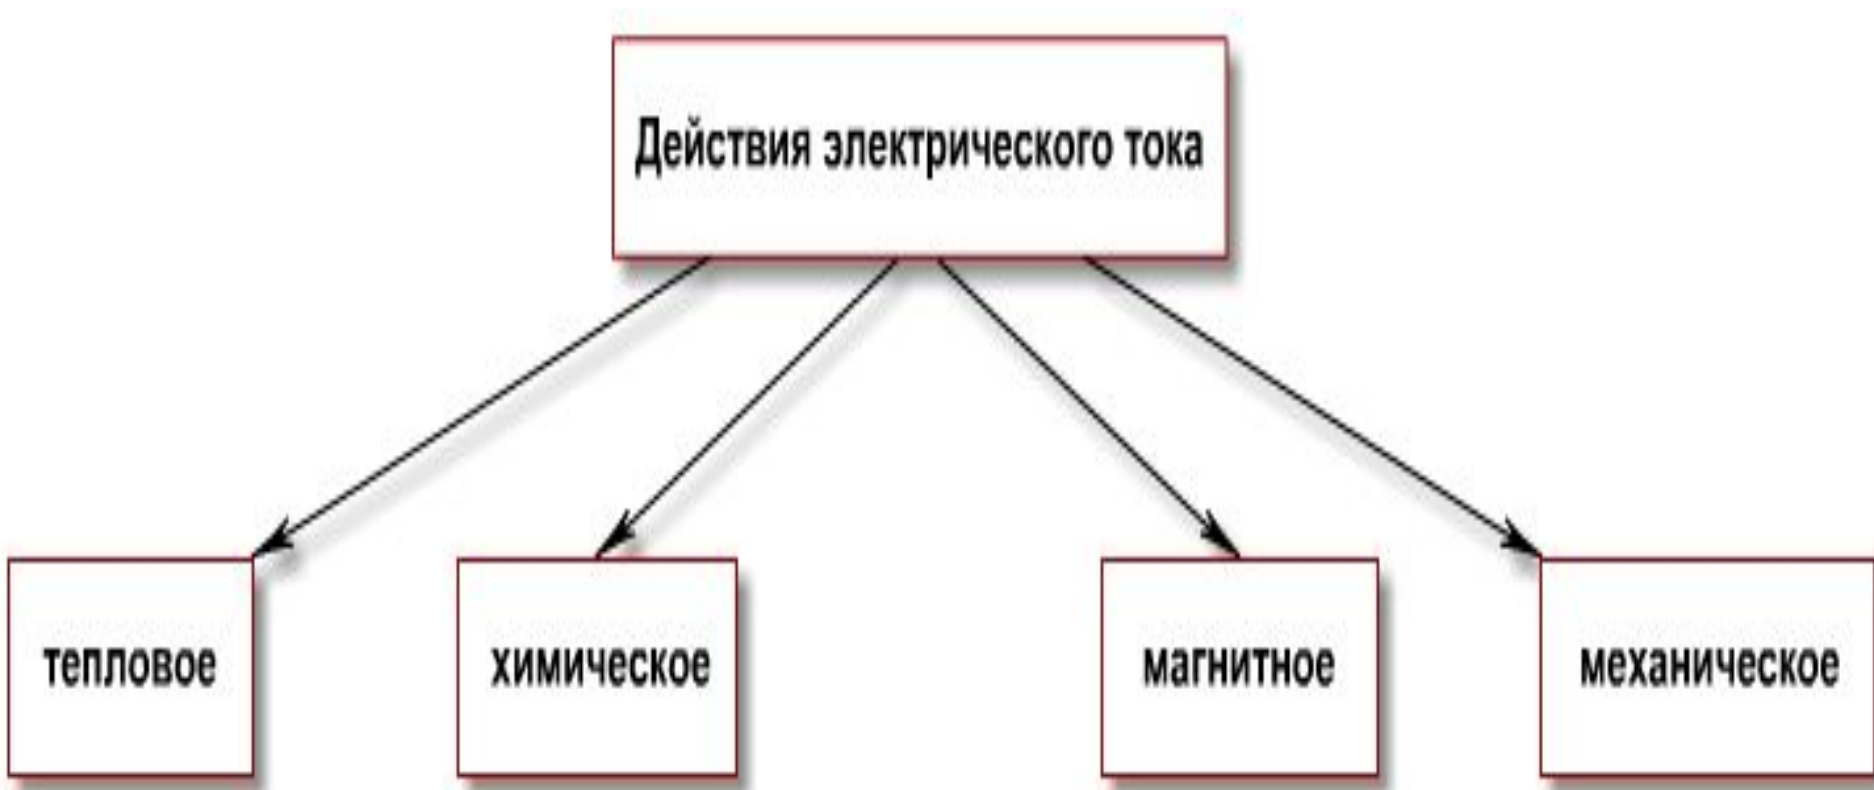 Действия электрического тока
тепловое
химическое
магнитное
механическое